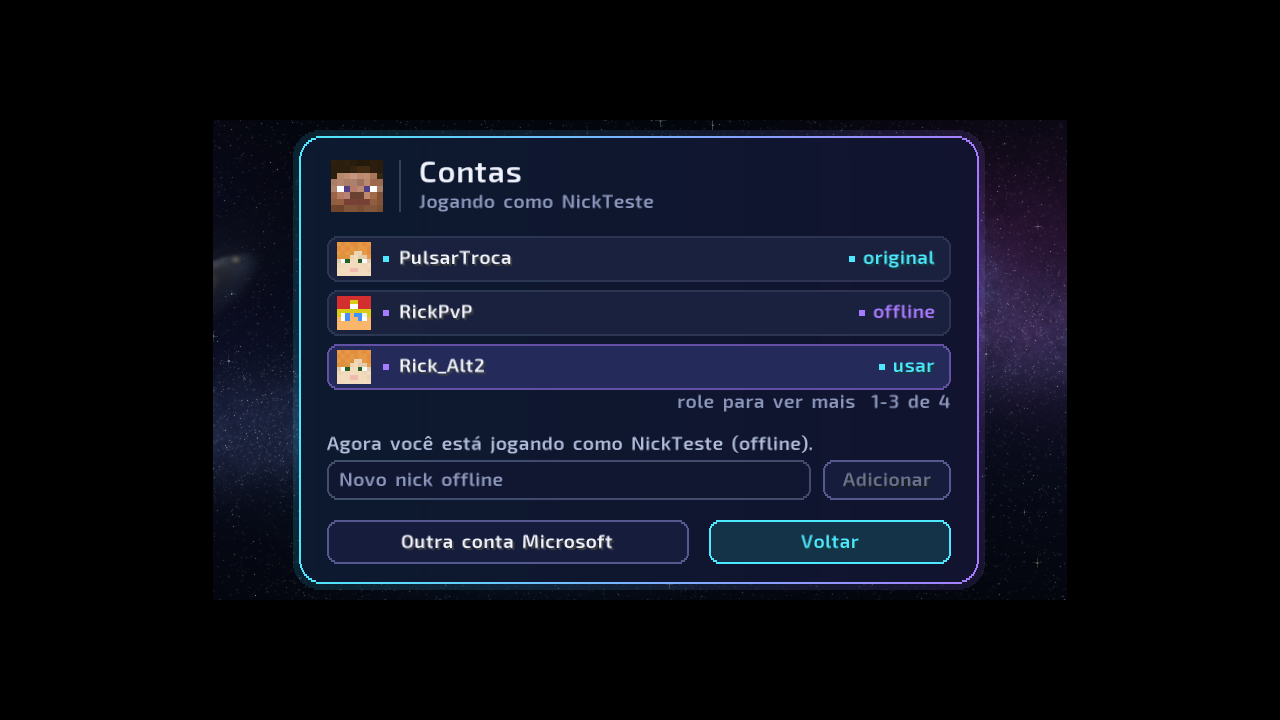 Contas
Jogando como NickTeste
PulsarTroca original
RickPvP offline
Rick_Alt2 usar
role para ver mais 1-3 de 4
Agora você está jogando como NickTeste (offline).
Novo nick offline Adicionar
Outra conta Microsoft Voltar